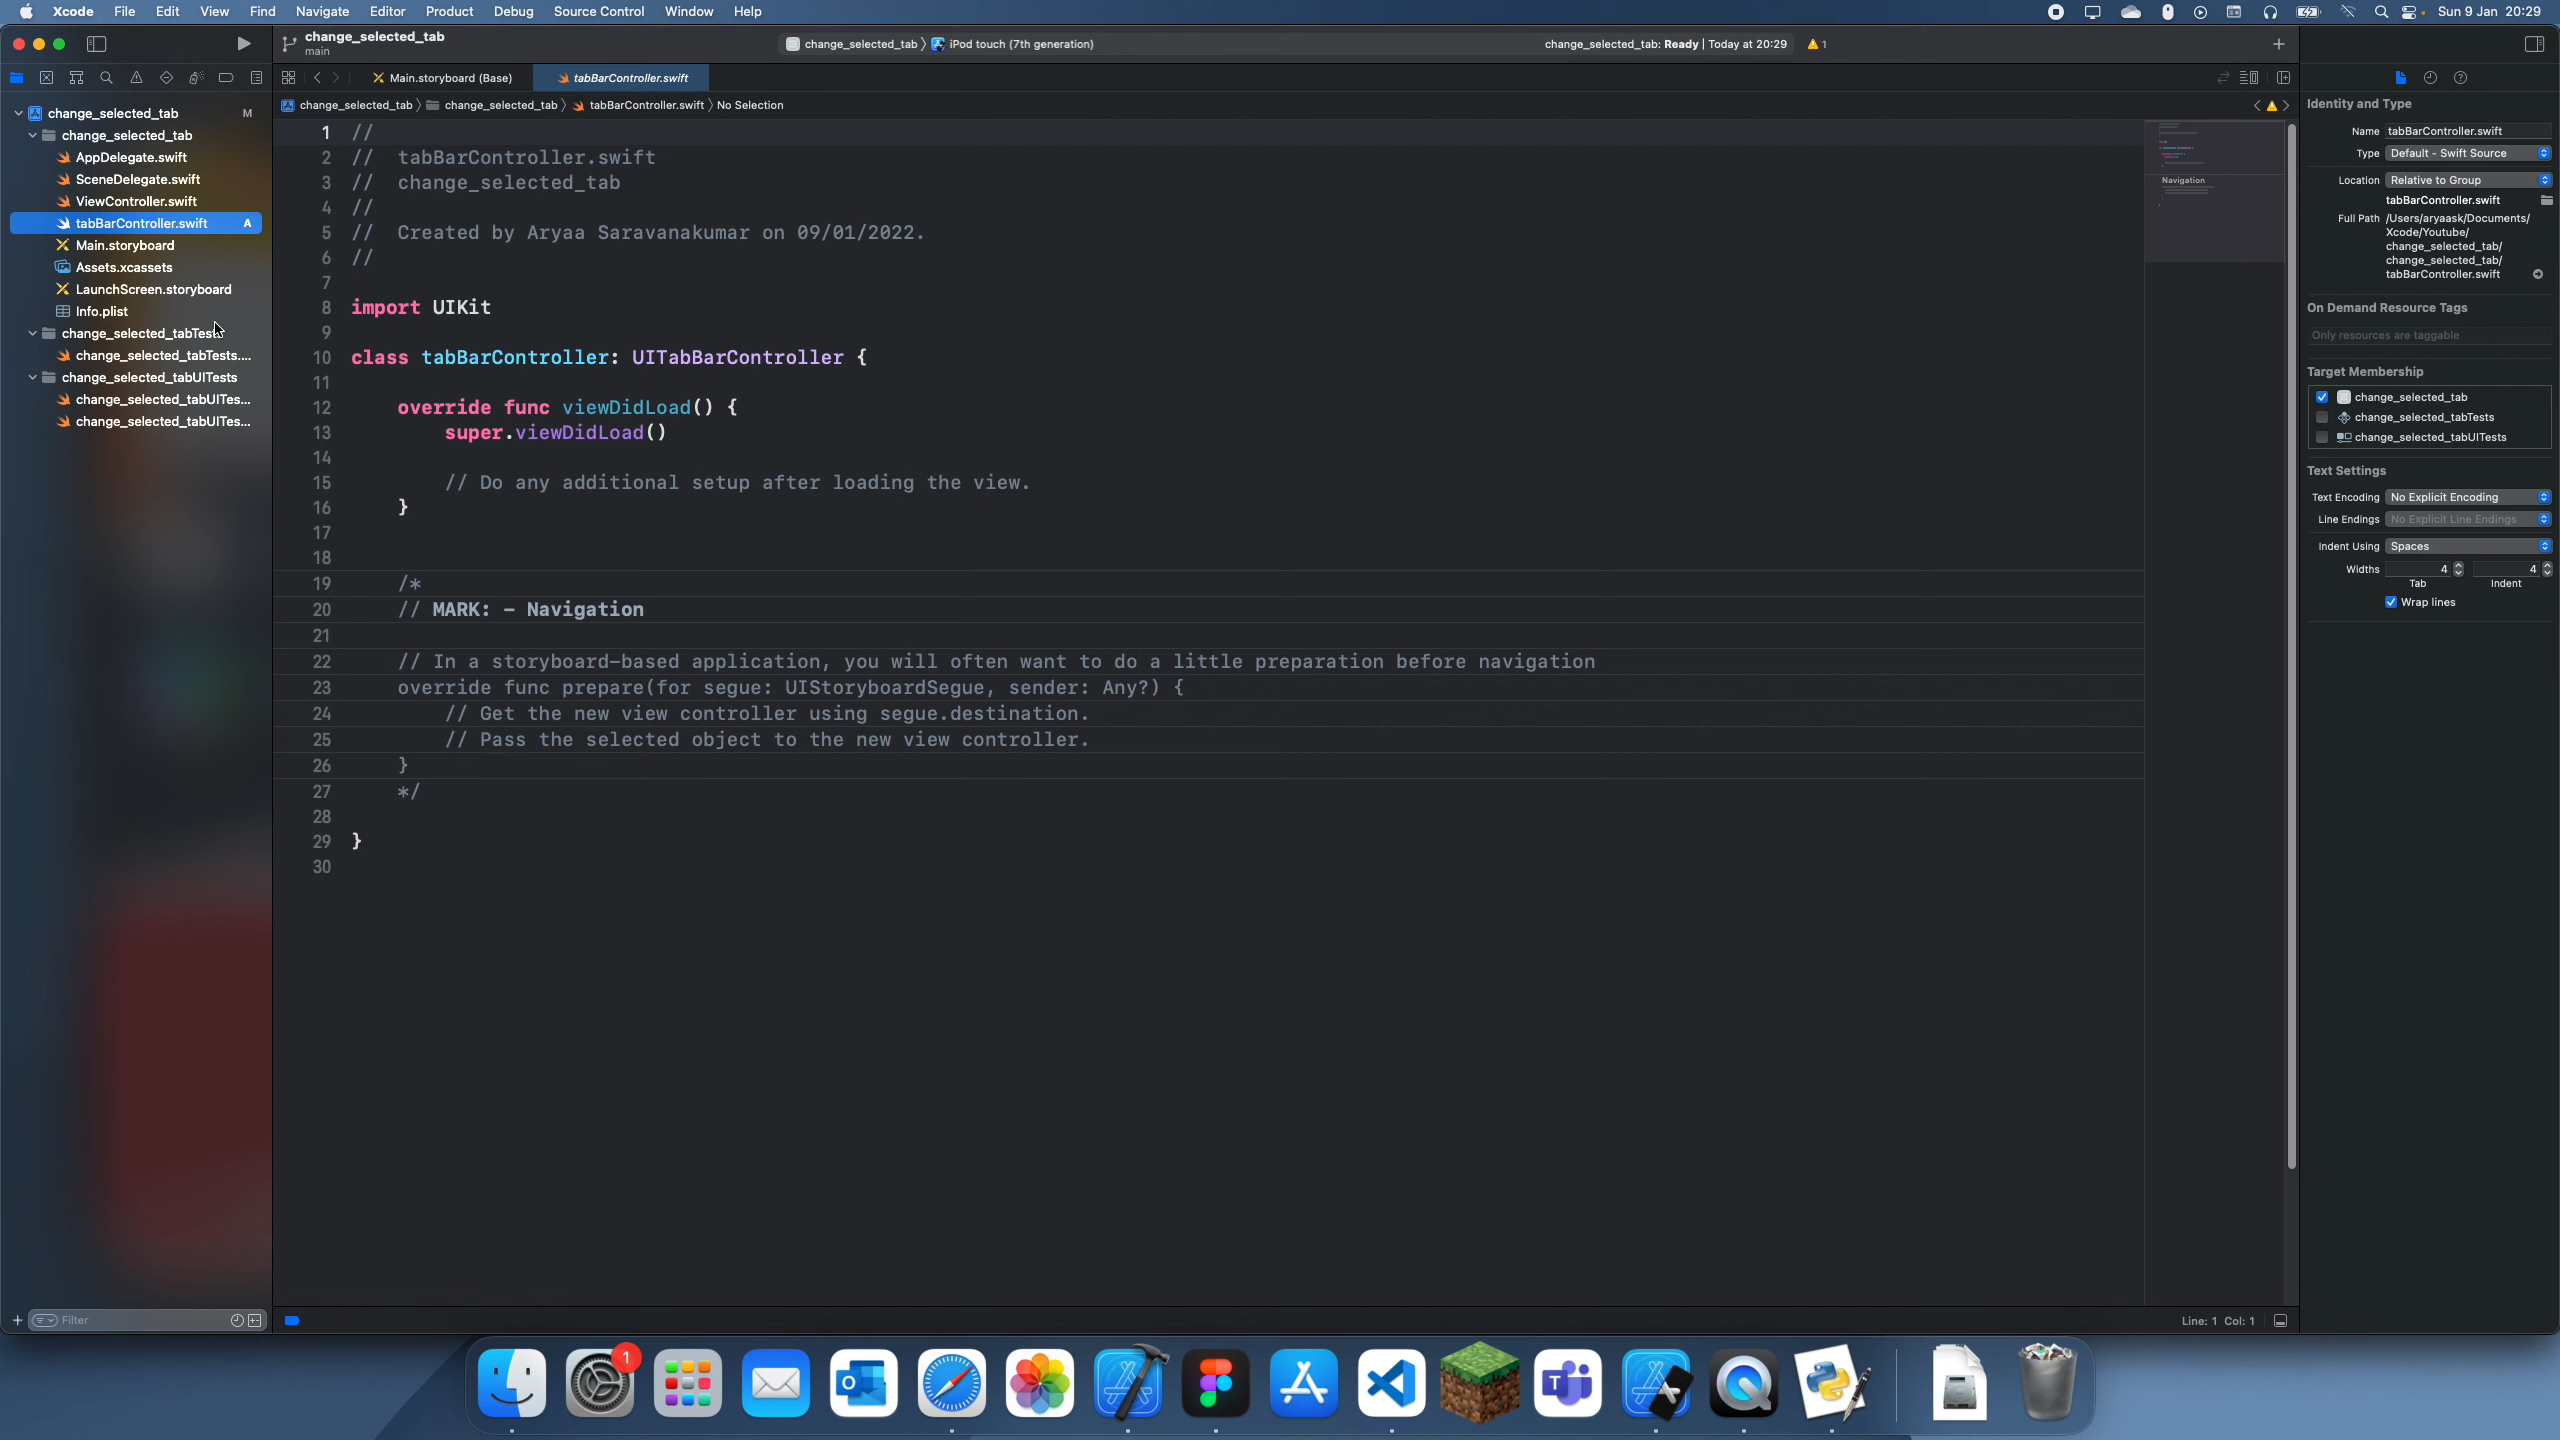 Xcode File Edit View Find Navigate Editor Product Debug Source Control Window Help Sun 9 Jan 20:29
change_selected_tab
main
change_selected_tab iPod touch (7th generation)
change_selected_tab: Ready | Today at 20:29 1
Main.storyboard (Base) tabBarController.swift
change_selected_tab change_selected_tab tabBarController.swift No Selection
change_selected_tab M
change_selected_tab
AppDelegate.swift
SceneDelegate.swift
ViewController.swift
tabBarController.swift A
Main.storyboard
Assets.xcassets
LaunchScreen.storyboard
Info.plist
change_selected_tabTests
change_selected_tabTests....
change_selected_tabUITests
change_selected_tabUITes...
change_selected_tabUITes...
Filter
1 //
2 // tabBarController.swift
3 // change_selected_tab
4 //
5 // Created by Aryaa Saravanakumar on 09/01/2022.
6 //
7
8 import UIKit
9
10 class tabBarController: UITabBarController {
11
12 override func viewDidLoad() {
13 super.viewDidLoad()
14
15 // Do any additional setup after loading the view.
16 }
17
18
19 /*
20 // MARK: - Navigation
21
22 // In a storyboard-based application, you will often want to do a little preparation before navigation
23 override func prepare(for segue: UIStoryboardSegue, sender: Any?) {
24 // Get the new view controller using segue.destination.
25 // Pass the selected object to the new view controller.
26 }
27 */
28
29 }
30
Navigation
Line: 1 Col: 1
Identity and Type
Name tabBarController.swift
Type Default - Swift Source
Location Relative to Group
tabBarController.swift
Full Path /Users/aryaask/Documents/
Xcode/Youtube/
change_selected_tab/
change_selected_tab/
tabBarController.swift
On Demand Resource Tags
Only resources are taggable
Target Membership
change_selected_tab
change_selected_tabTests
change_selected_tabUITests
Text Settings
Text Encoding No Explicit Encoding
Line Endings No Explicit Line Endings
Indent Using Spaces
Widths 4 4
Tab Indent
Wrap lines
1